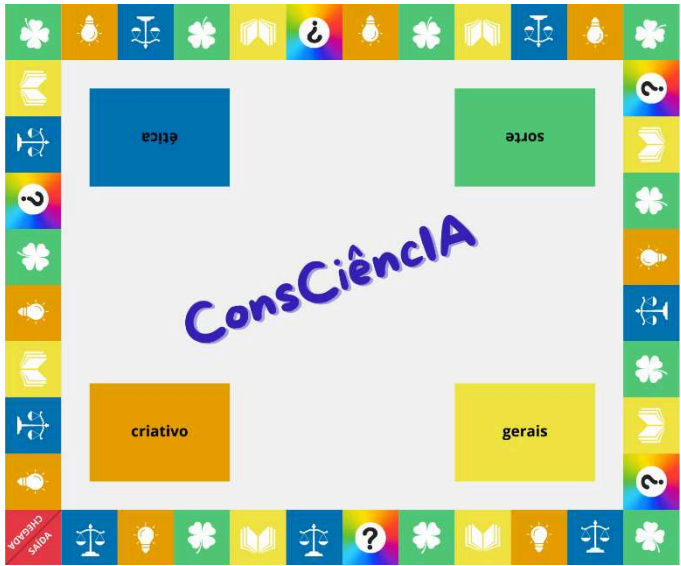 ética
sorte
ConsCiêncIA
criativo
gerais
CHEGADA
SAÍDA
?
?
?
?
?